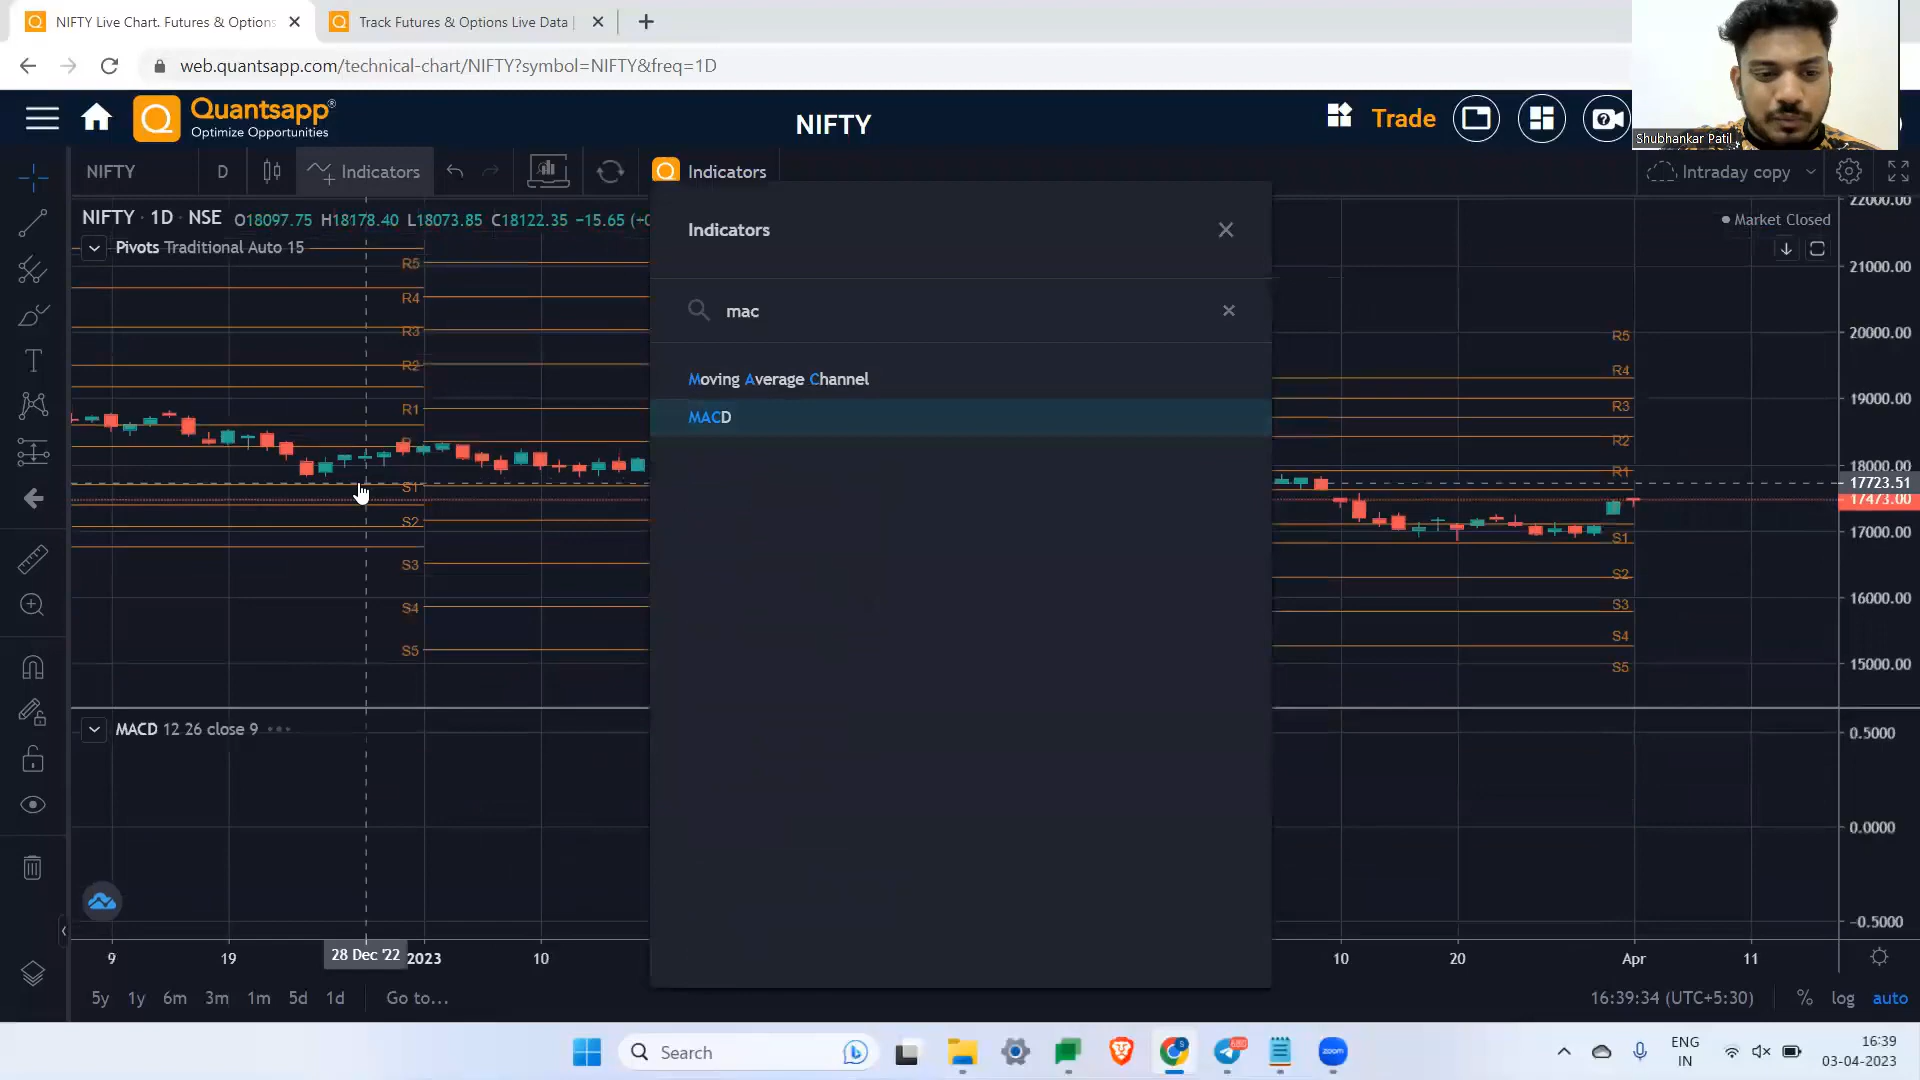 NIFTY Live Chart. Futures & Options
Track Futures & Options Live Data
web.quantsapp.com/technical-chart/NIFTY?symbol=NIFTY&freq=1D
Quantsapp®
Optimize Opportunities
NIFTY
Trade
Shubhankar Patil
NIFTY
D
Indicators
Indicators
Intraday copy
NIFTY · 1D · NSE O18097.75 H18178.40 L18073.85 C18122.35 −15.65
Market Closed
Pivots Traditional Auto 15
Indicators
mac
Moving Average Channel
MACD
R5
R4
R3
R2
R1
S1
S2
S3
S4
S5
R5
R4
R3
R2
R1
S1
S2
S3
S4
S5
22000.00
21000.00
20000.00
19000.00
18000.00
17723.51
17473.00
17000.00
16000.00
15000.00
MACD 12 26 close 9
0.5000
0.0000
−0.5000
9
19
28 Dec '22
2023
10
10
20
Apr
11
5y 1y 6m 3m 1m 5d 1d Go to...
16:39:34 (UTC+5:30) % log auto
Search
680
zoom
ENG
IN
16:39
03-04-2023